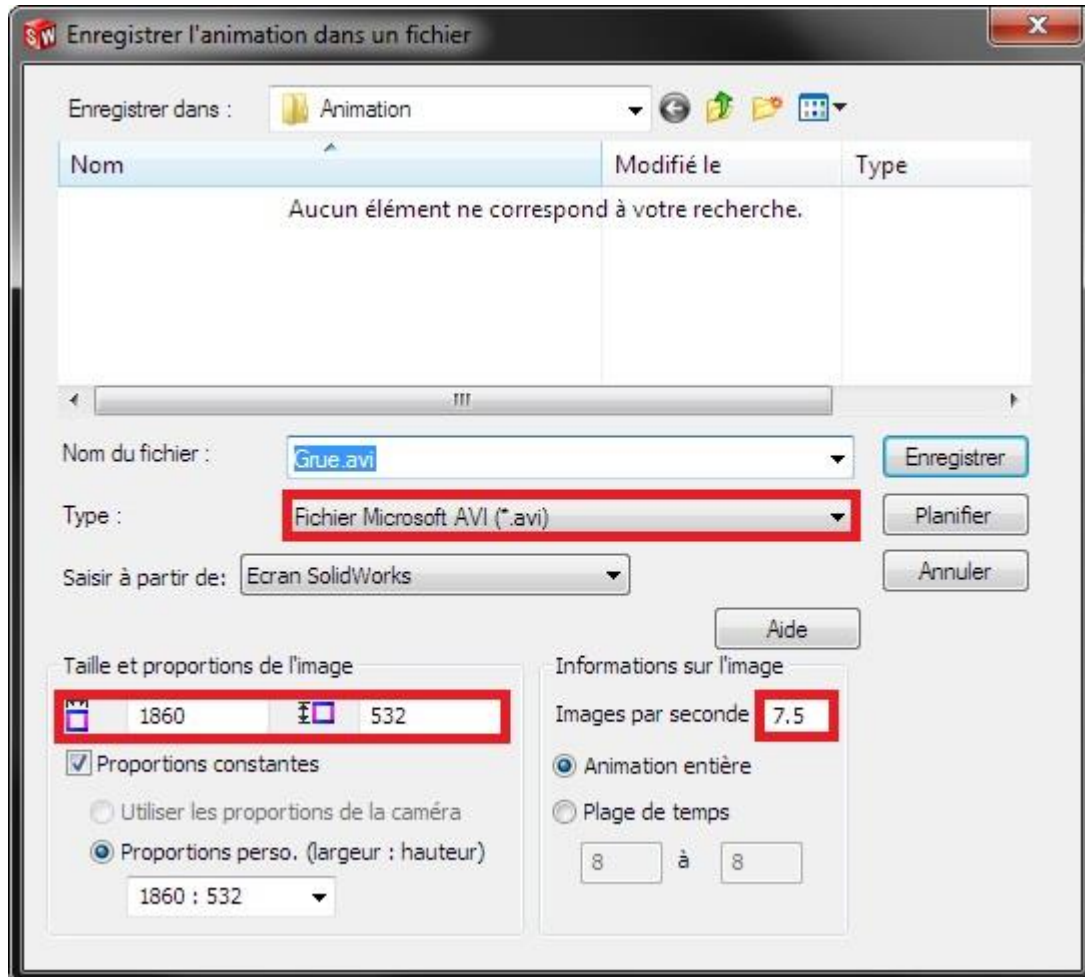 SW Enregistrer l'animation dans un fichier
Enregistrer dans : Animation
Nom Modifié le Type
Aucun élément ne correspond à votre recherche.
Nom du fichier : Grue.avi Enregistrer
Type : Fichier Microsoft AVI (*.avi) Planifier
Saisir à partir de: Ecran SolidWorks Annuler
Aide
Taille et proportions de l'image
1860 532
Proportions constantes
Utiliser les proportions de la caméra
Proportions perso. (largeur : hauteur)
1860 : 532
Informations sur l'image
Images par seconde 7.5
Animation entière
Plage de temps
8 à 8